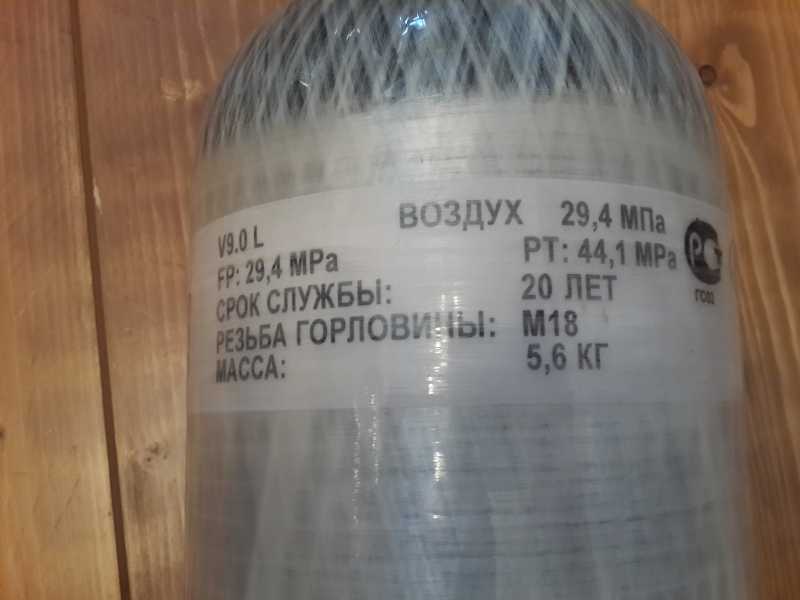 ВОЗДУХ 29,4 МПа
V9.0 L
FP: 29,4 MPa PT: 44,1 MPa
СРОК СЛУЖБЫ: 20 ЛЕТ
РЕЗЬБА ГОРЛОВИНЫ: М18
МАССА: 5,6 КГ